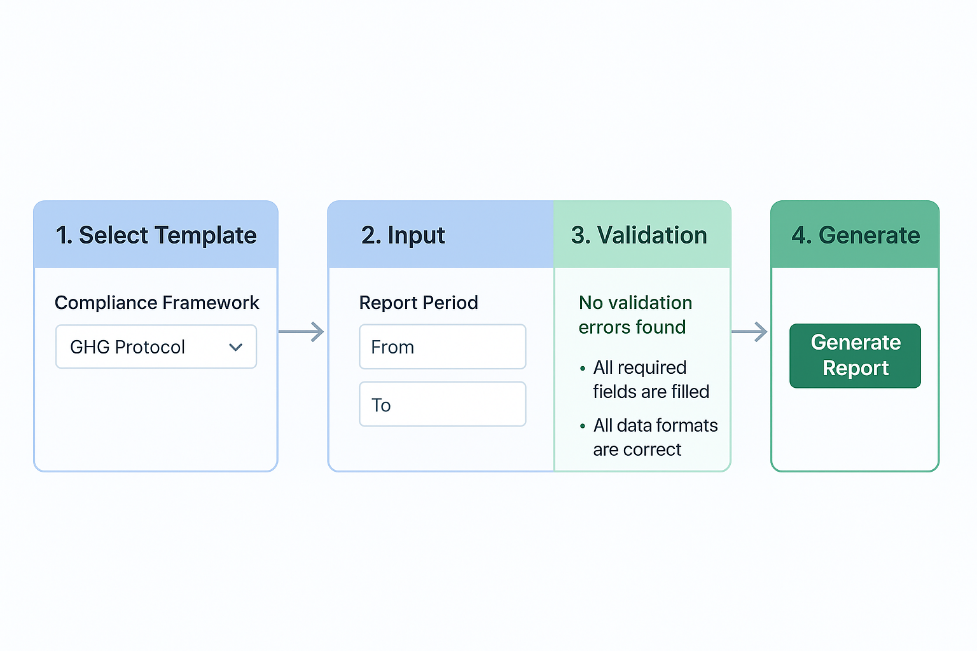 1. Select Template
Compliance Framework
GHG Protocol
2. Input
Report Period
From
To
3. Validation
No validation
errors found
• All required
fields are filled
• All data formats
are correct
4. Generate
Generate
Report